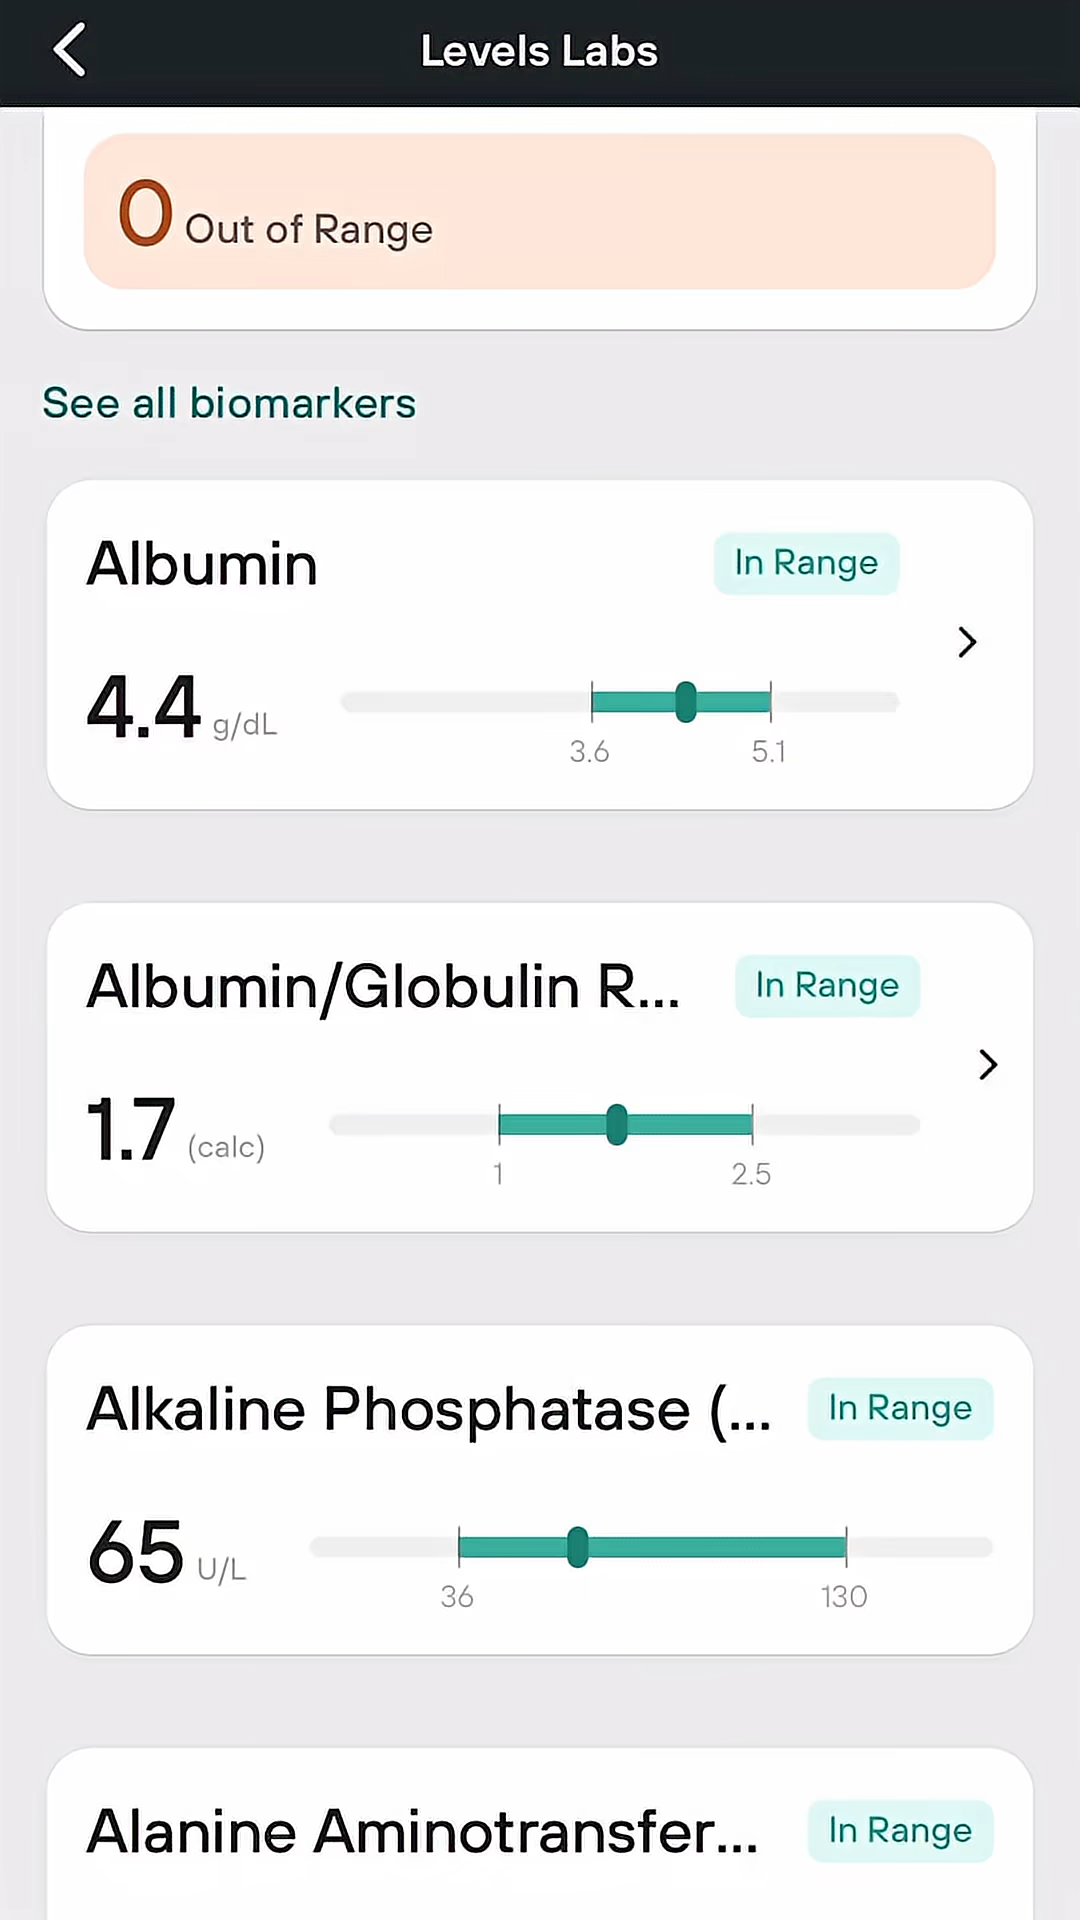 Levels Labs
0 Out of Range
See all biomarkers
Albumin
In Range
4.4 g/dL
3.6
5.1
Albumin/Globulin R...
In Range
1.7 (calc)
1
2.5
Alkaline Phosphatase (...
In Range
65 U/L
36
130
Alanine Aminotransfer...
In Range